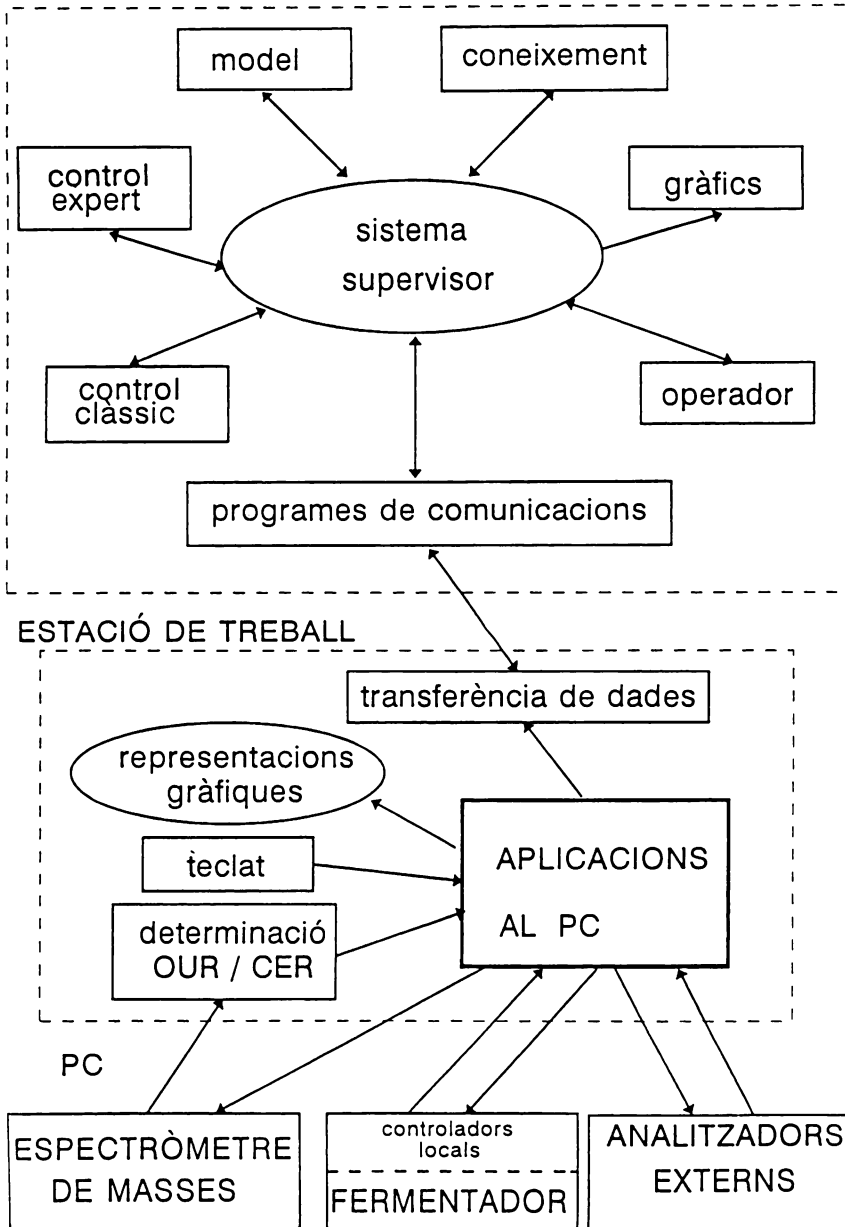 model
coneixement
control
expert
gràfics
sistema
supervisor
control
clàssic
operador
programes de comunicacions
ESTACIÓ DE TREBALL
transferència de dades
representacions
gràfiques
teclat
APLICACIONS
AL PC
determinació
OUR / CER
PC
ESPECTRÒMETRE
DE MASSES
controladors
locals
FERMENTADOR
ANALITZADORS
EXTERNS